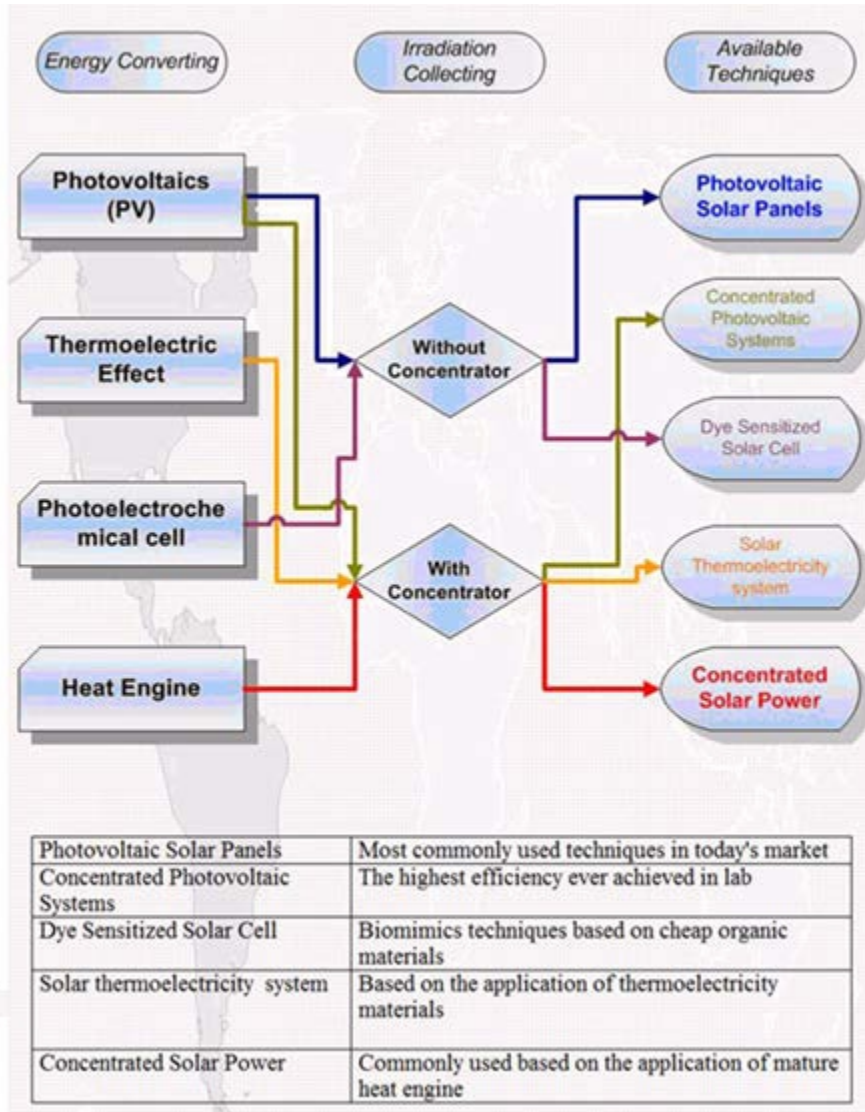 Energy Converting
Irradiation
Collecting
Available
Techniques
Photovoltaics
(PV)
Photovoltaic
Solar Panels
Concentrated
Photovoltaic
Systems
Thermoelectric
Effect
Without
Concentrator
Dye Sensitized
Solar Cell
Photoelectroche
mical cell
With
Concentrator
Solar
Thermoelectricity
system
Heat Engine
Concentrated
Solar Power
Photovoltaic Solar Panels
Most commonly used techniques in today's market
Concentrated Photovoltaic
Systems
The highest efficiency ever achieved in lab
Dye Sensitized Solar Cell
Biomimics techniques based on cheap organic
materials
Solar thermoelectricity system
Based on the application of thermoelectricity
materials
Concentrated Solar Power
Commonly used based on the application of mature
heat engine